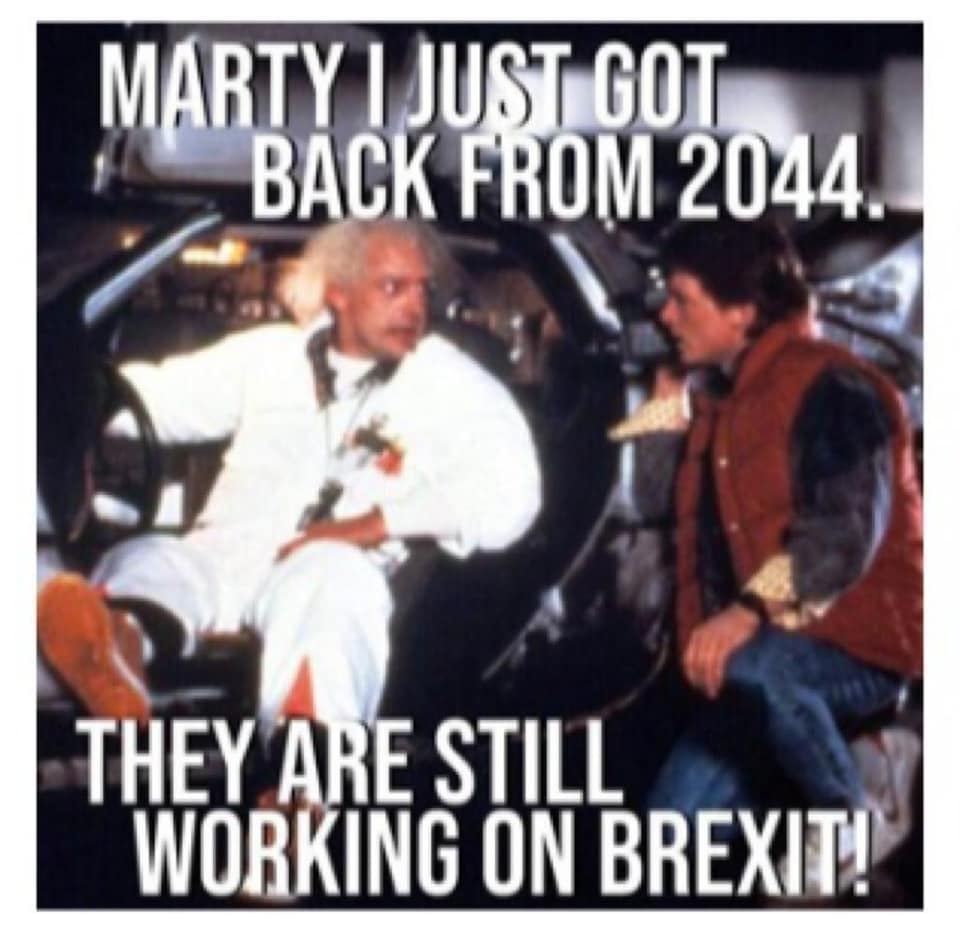 MARTY I JUST GOT
BACK FROM 2044.
THEY ARE STILL
WORKING ON BREXIT!